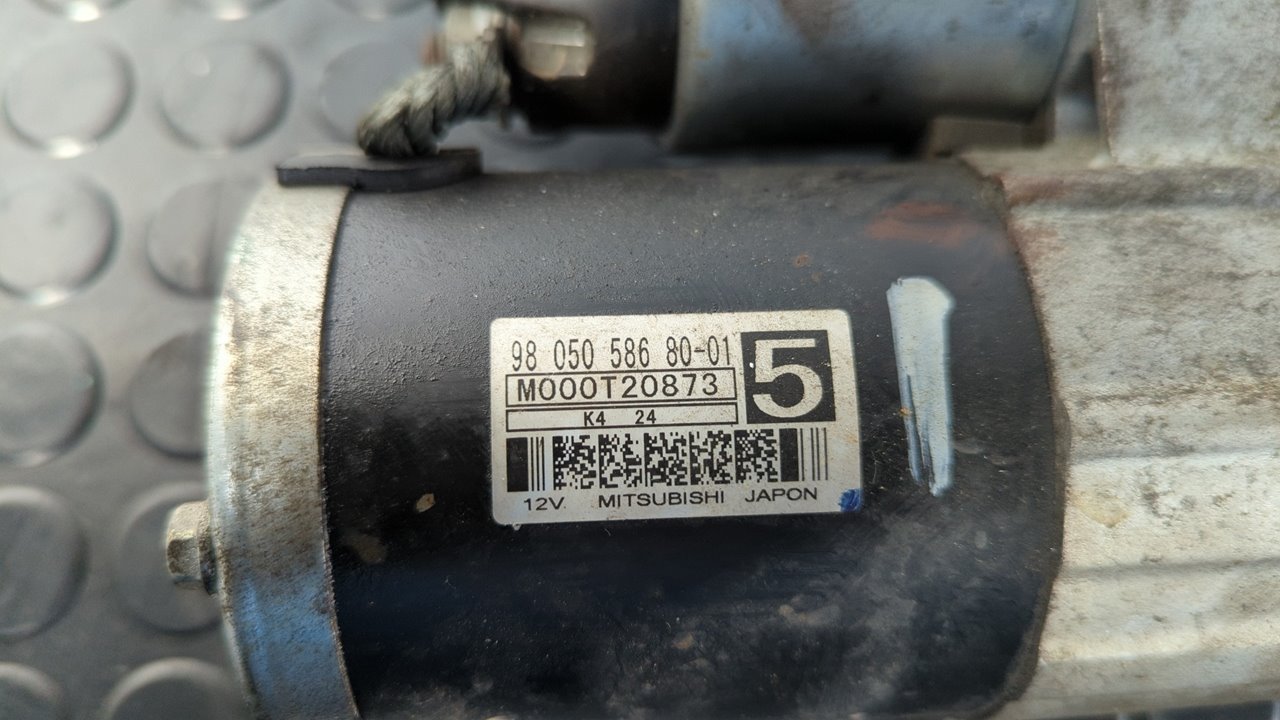 98 050 586 80-01
5
M000T20873
K4 24
12V. MITSUBISHI JAPON